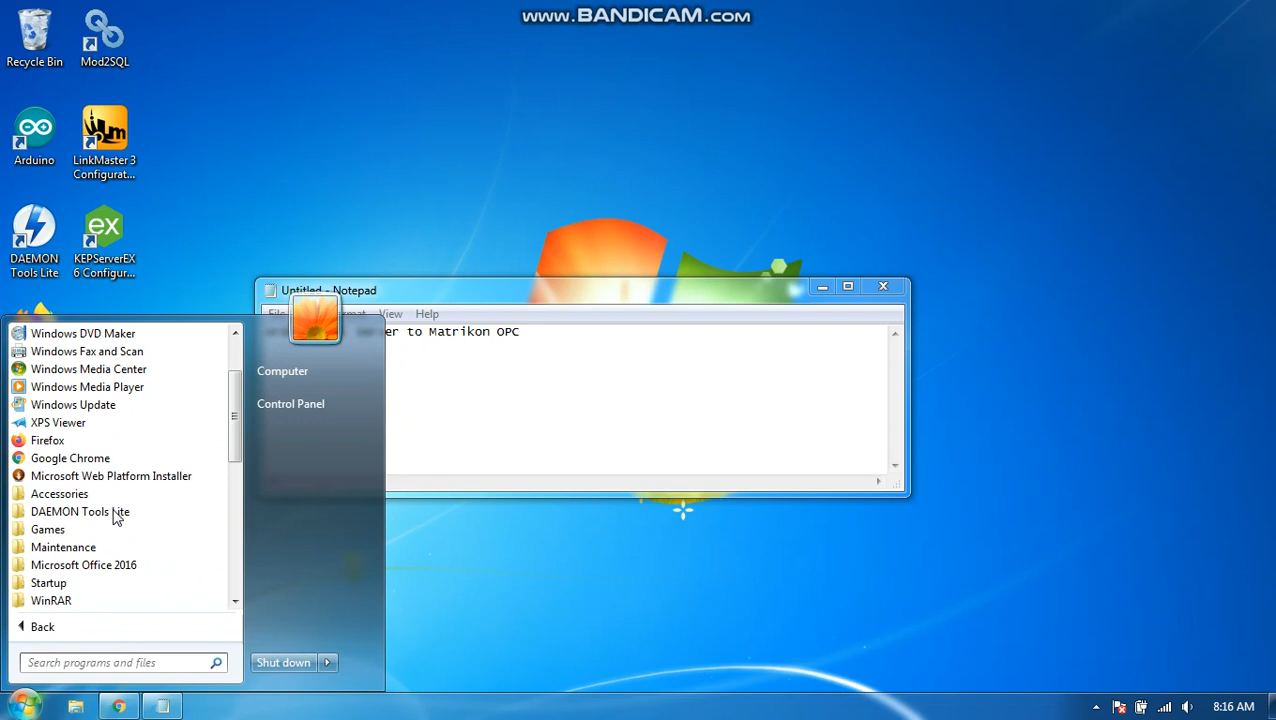 www.BANDICAM.com
Recycle Bin
Mod2SQL
Arduino
LinkMaster 3
Configurat...
DAEMON
Tools Lite
ex
KEPServerEX
6 Configur...
Untitled - Notepad
File
View
Help
to Matrikon OPC
Windows DVD Maker
Windows Fax and Scan
Windows Media Center
Windows Media Player
Windows Update
XPS Viewer
Firefox
Google Chrome
Microsoft Web Platform Installer
Accessories
DAEMON Tools Lite
Games
Maintenance
Microsoft Office 2016
Startup
WinRAR
Back
Search programs and files
Computer
Control Panel
Shut down
8:16 AM